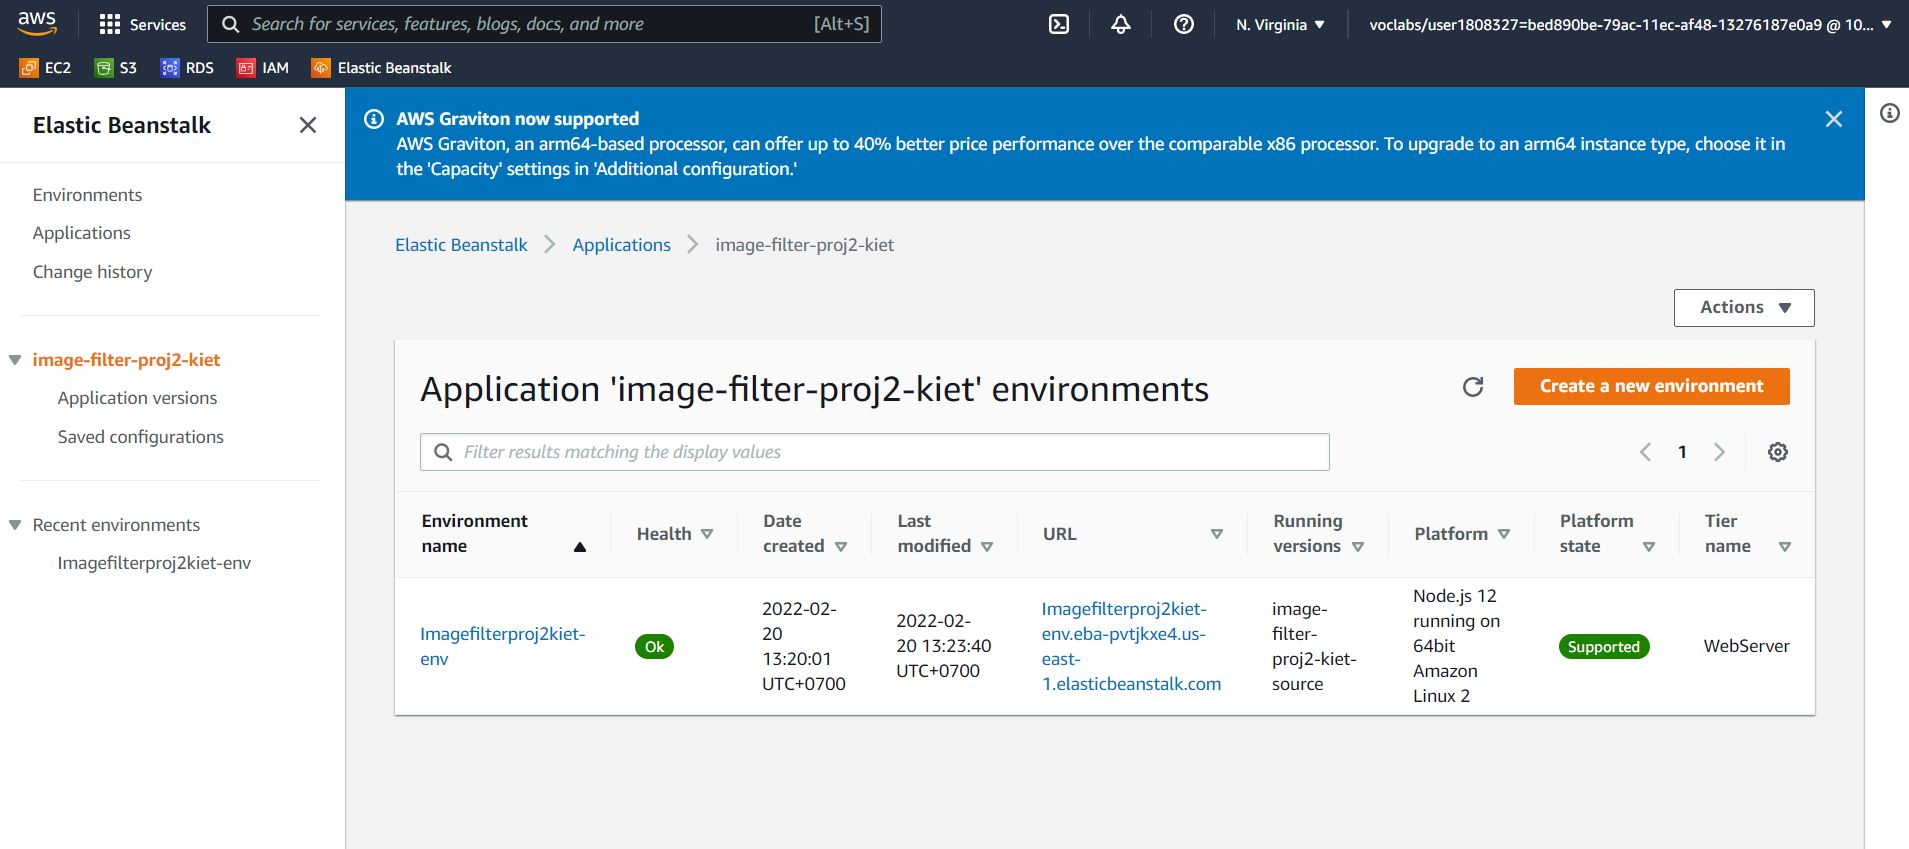 aws
Services
Search for services, features, blogs, docs, and more
[Alt+S]
N. Virginia
voclabs/user1808327=bed890be-79ac-11ec-af48-13276187e0a9 @ 10...
EC2
S3
RDS
IAM
Elastic Beanstalk
Elastic Beanstalk
Environments
Applications
Change history
image-filter-proj2-kiet
Application versions
Saved configurations
Recent environments
Imagefilterproj2kiet-env
AWS Graviton now supported
AWS Graviton, an arm64-based processor, can offer up to 40% better price performance over the comparable x86 processor. To upgrade to an arm64 instance type, choose it in
the 'Capacity' settings in 'Additional configuration.'
Elastic Beanstalk
Applications
image-filter-proj2-kiet
Actions
Application 'image-filter-proj2-kiet' environments
Create a new environment
Filter results matching the display values
1
Environment
name
Health
Date
created
Last
modified
URL
Running
versions
Platform
Platform
state
Tier
name
Imagefilterproj2kiet-
env
Ok
2022-02-
20
13:20:01
UTC+0700
2022-02-
20 13:23:40
UTC+0700
Imagefilterproj2kiet-
env.eba-pvtjkxe4.us-
east-
1.elasticbeanstalk.com
image-
filter-
proj2-kiet-
source
Node.js 12
running on
64bit
Amazon
Linux 2
Supported
WebServer